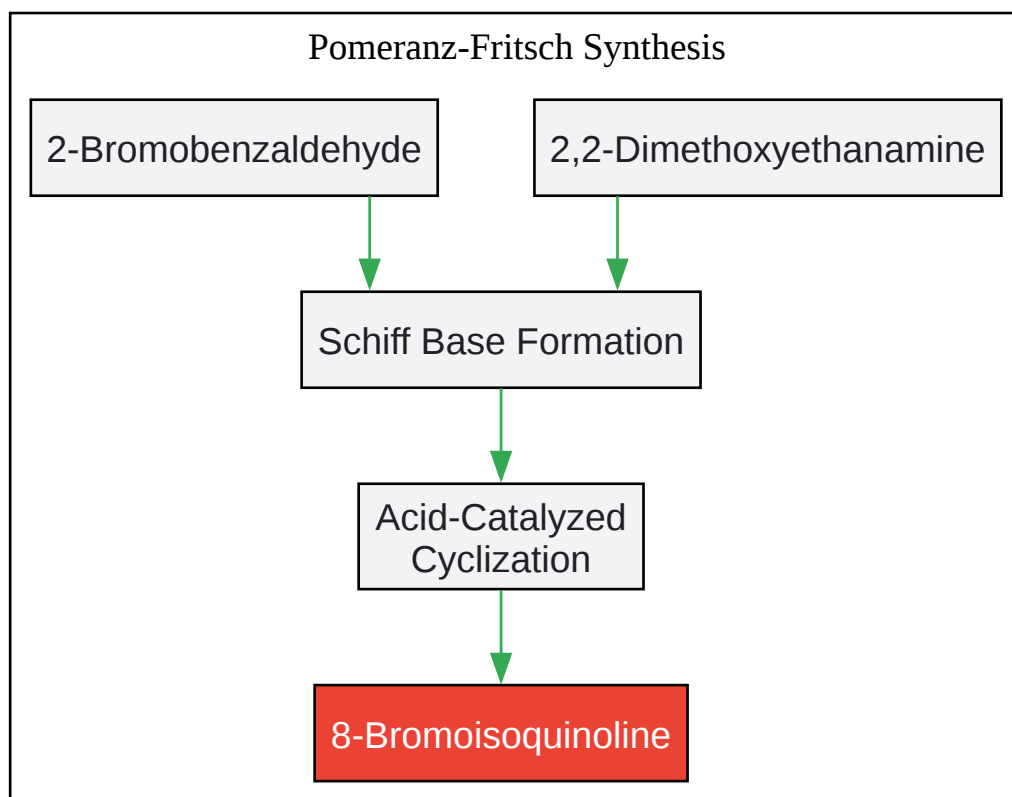 Pomeranz-Fritsch Synthesis
2-Bromobenzaldehyde
2,2-Dimethoxyethanamine
Schiff Base Formation
Acid-Catalyzed
Cyclization
8-Bromoisoquinoline